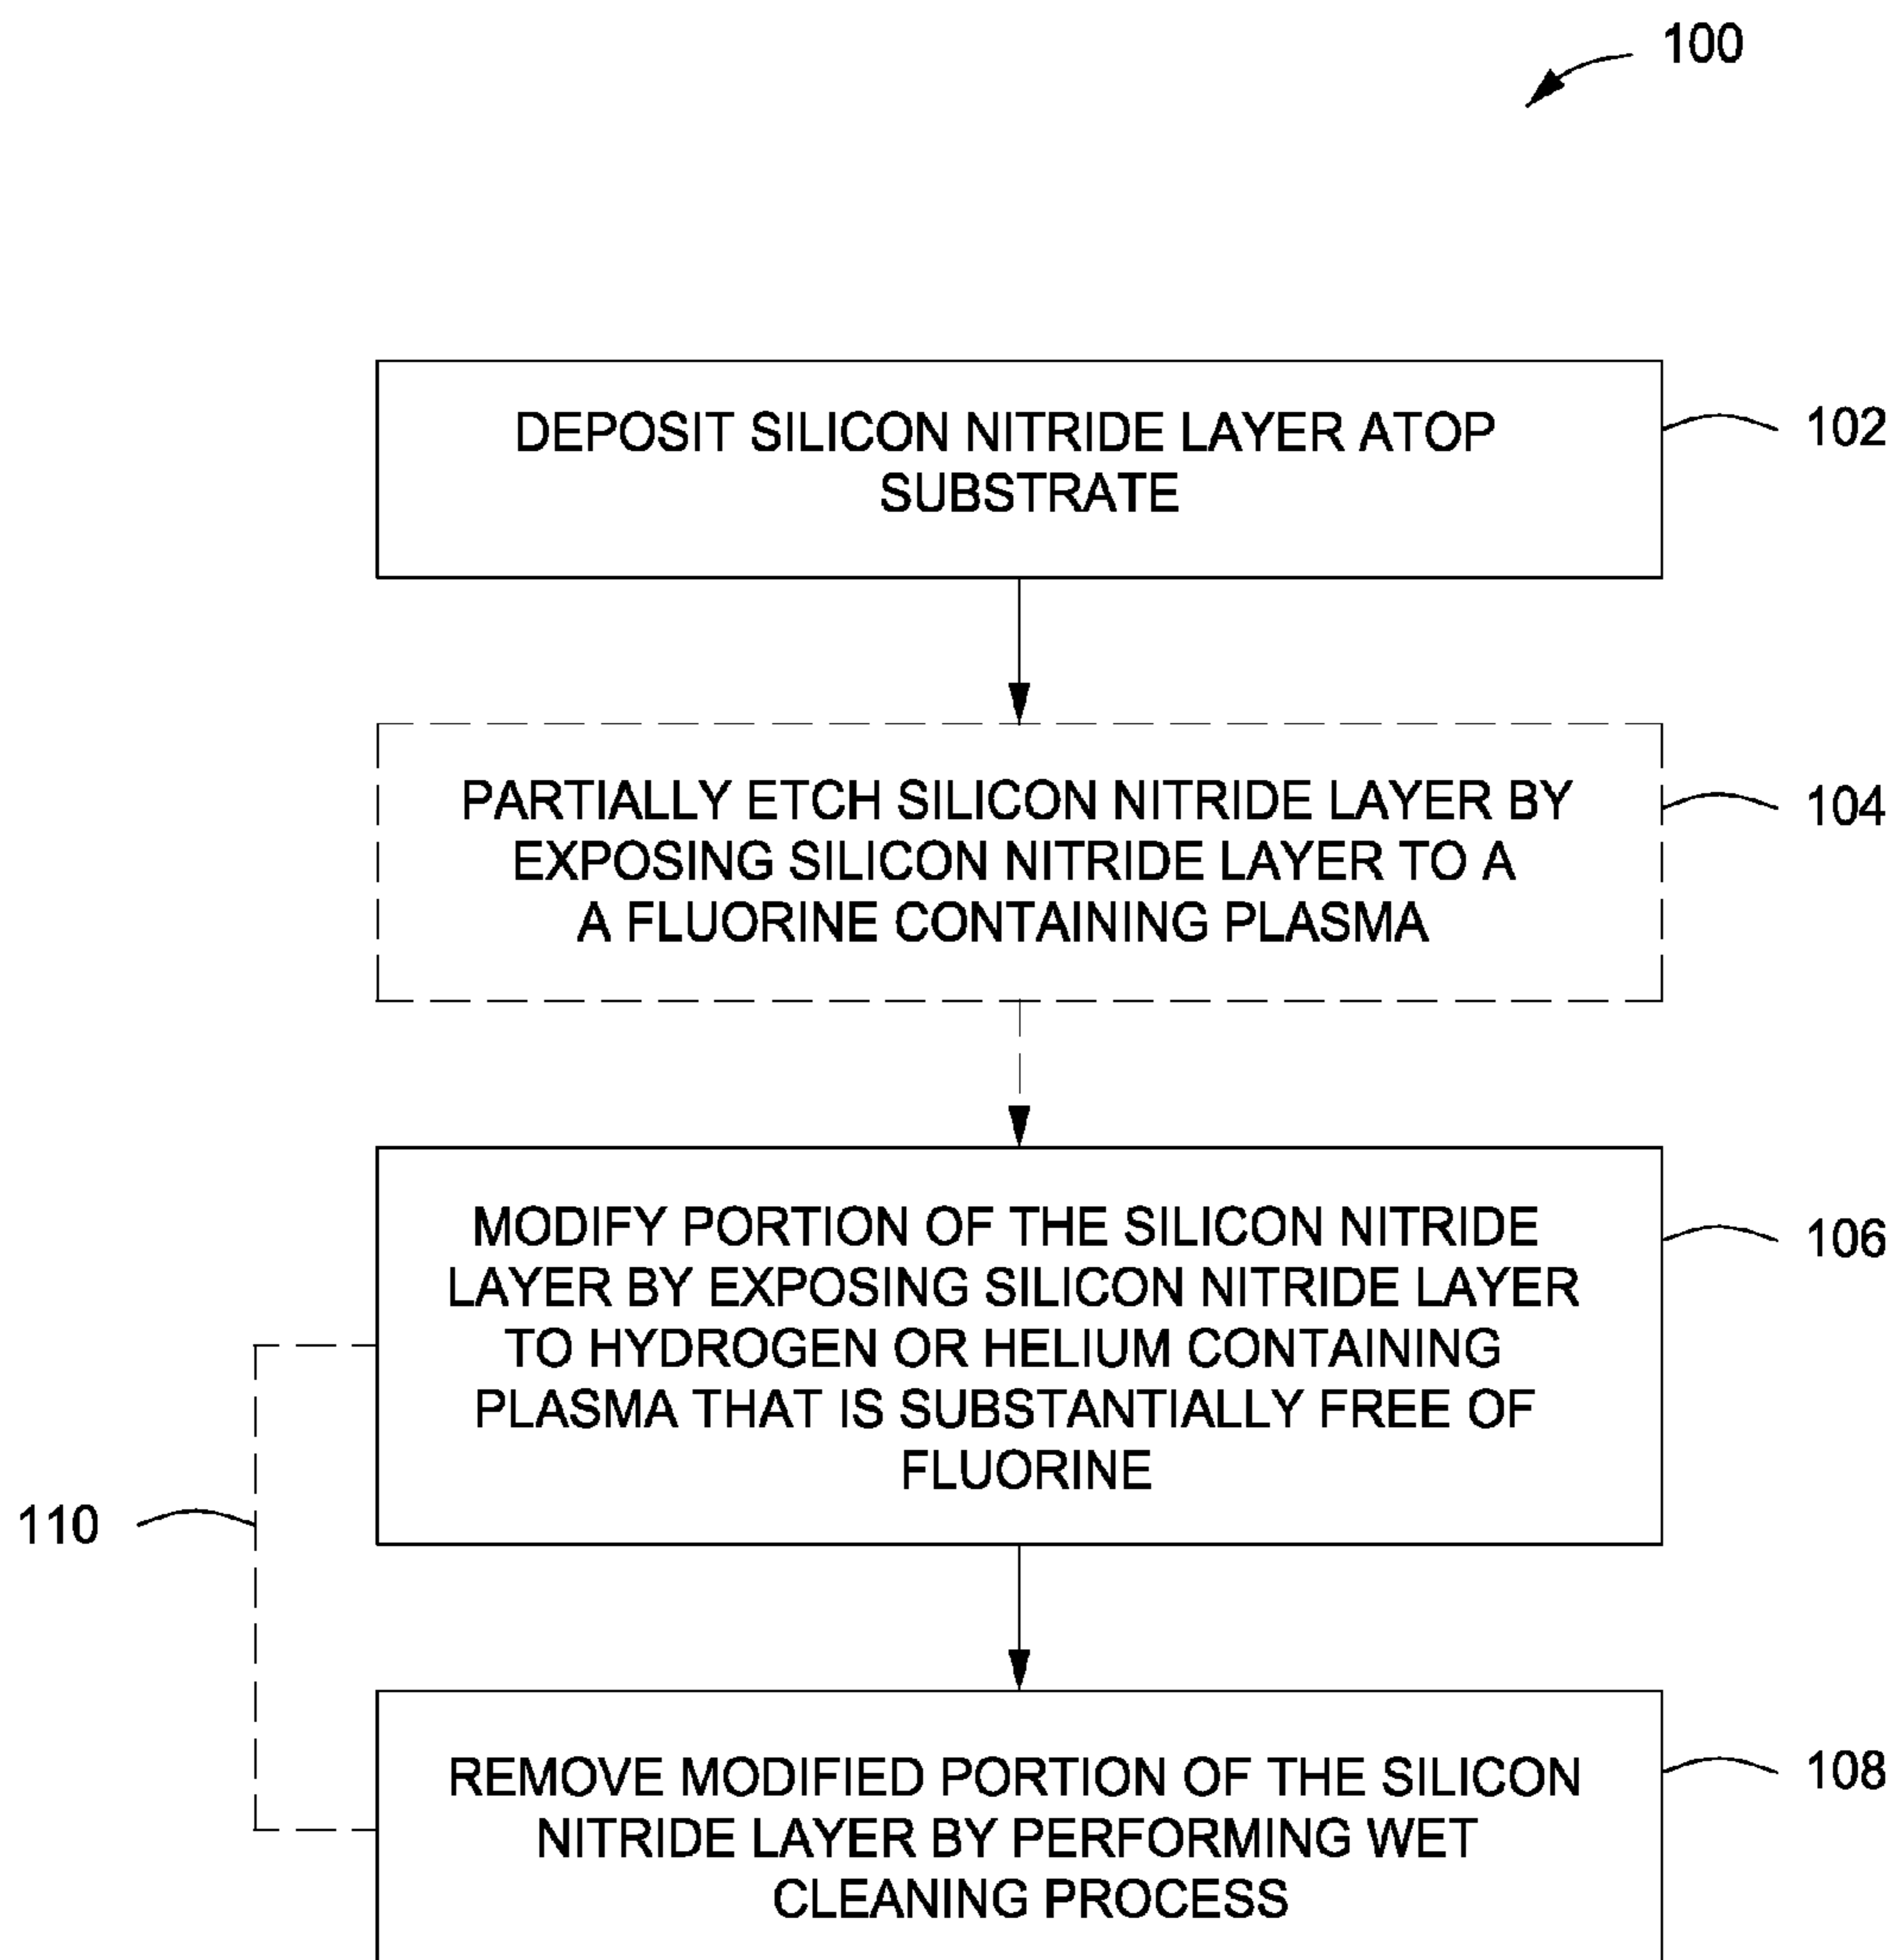 100
DEPOSIT SILICON NITRIDE LAYER ATOP
SUBSTRATE
102
PARTIALLY ETCH SILICON NITRIDE LAYER BY
EXPOSING SILICON NITRIDE LAYER TO A
A FLUORINE CONTAINING PLASMA
104
MODIFY PORTION OF THE SILICON NITRIDE
LAYER BY EXPOSING SILICON NITRIDE LAYER
TO HYDROGEN OR HELIUM CONTAINING
PLASMA THAT IS SUBSTANTIALLY FREE OF
FLUORINE
106
110
REMOVE MODIFIED PORTION OF THE SILICON
NITRIDE LAYER BY PERFORMING WET
CLEANING PROCESS
108